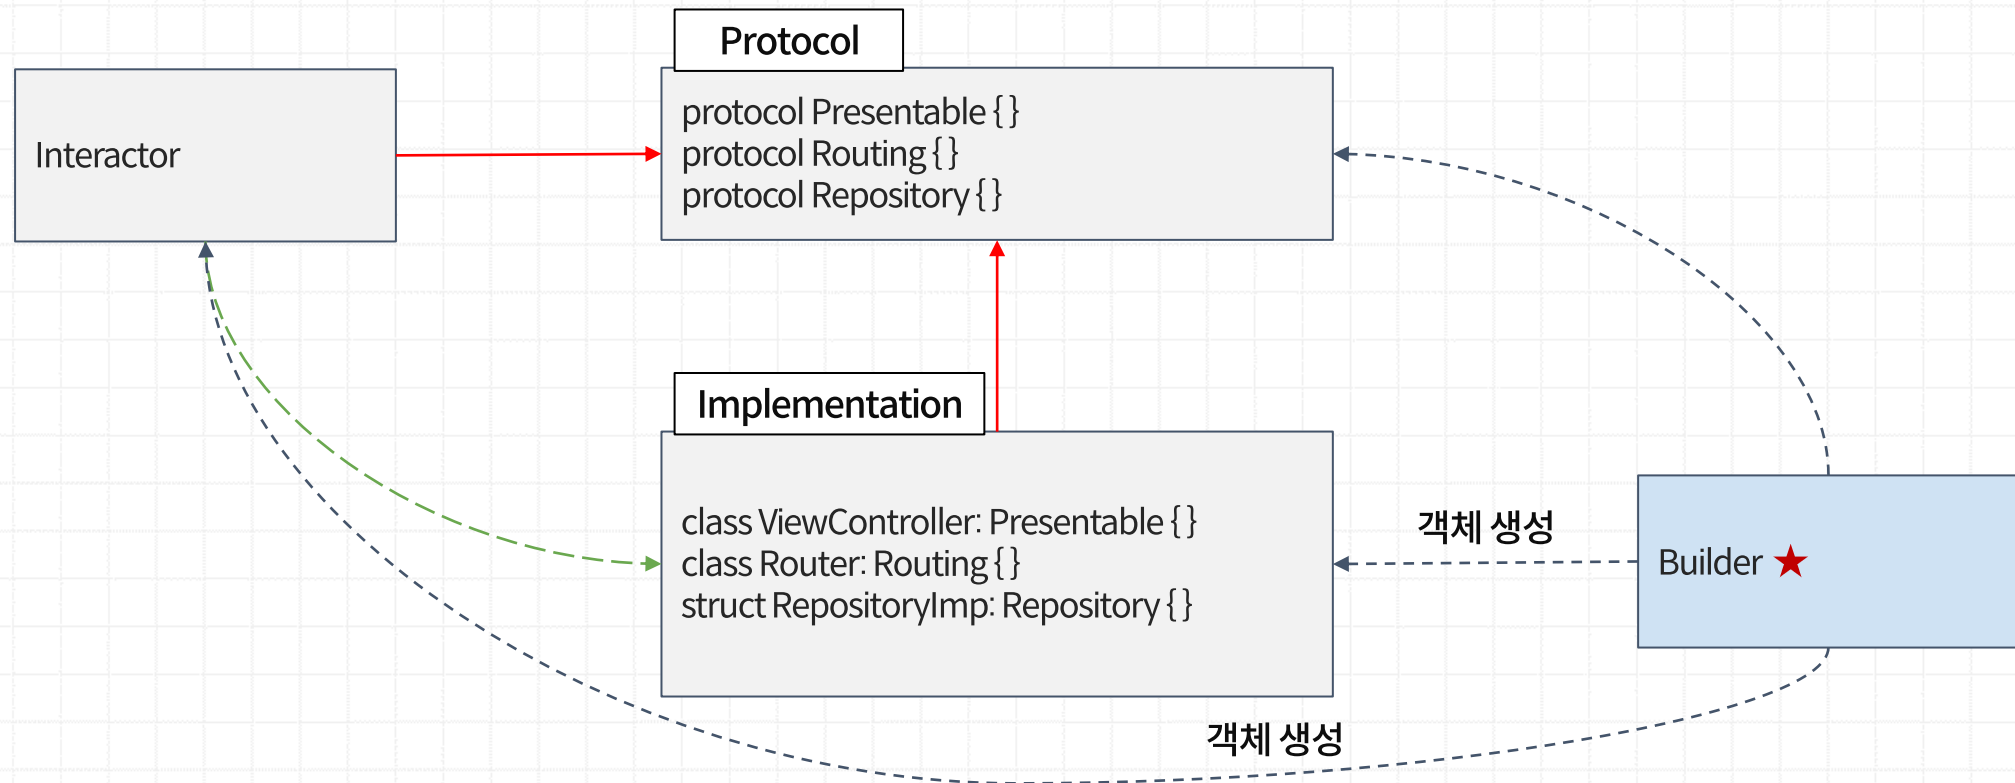 Protocol
Interactor
protocol Presentable {}
protocol Routing {}
protocol Repository {}
Implementation
class ViewController: Presentable {}
class Router: Routing {}
struct RepositoryImp: Repository {}
객체 생성
Builder ★
객체 생성